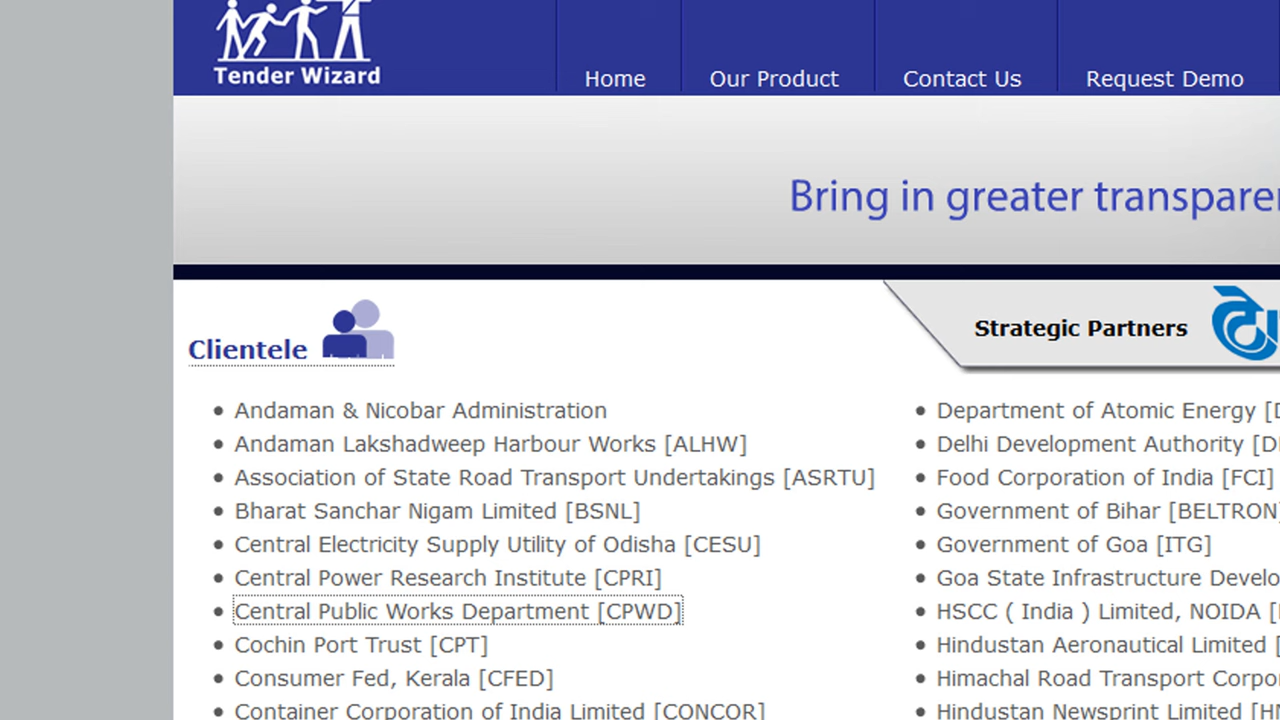 Tender Wizard
Home
Our Product
Contact Us
Request Demo
Bring in greater
Clientele
Strategic Partners
Andaman & Nicobar Administration
Andaman Lakshadweep Harbour Works [ALHW]
Association of State Road Transport Undertakings [ASRTU]
Bharat Sanchar Nigam Limited [BSNL]
Central Electricity Supply Utility of Odisha [CESU]
Central Power Research Institute [CPRI]
Central Public Works Department [CPWD]
Cochin Port Trust [CPT]
Consumer Fed, Kerala [CFED]
Container Corporation of India Limited [CONCOR]
Department of Atomic Energy
Delhi Development Authority
Food Corporation of India [FCI]
Government of Bihar [BELTRON]
Government of Goa [ITG]
Goa State Infrastructure
HSCC ( India ) Limited, NOIDA
Hindustan Aeronautical Limited
Himachal Road Transport
Hindustan Newsprint Limited